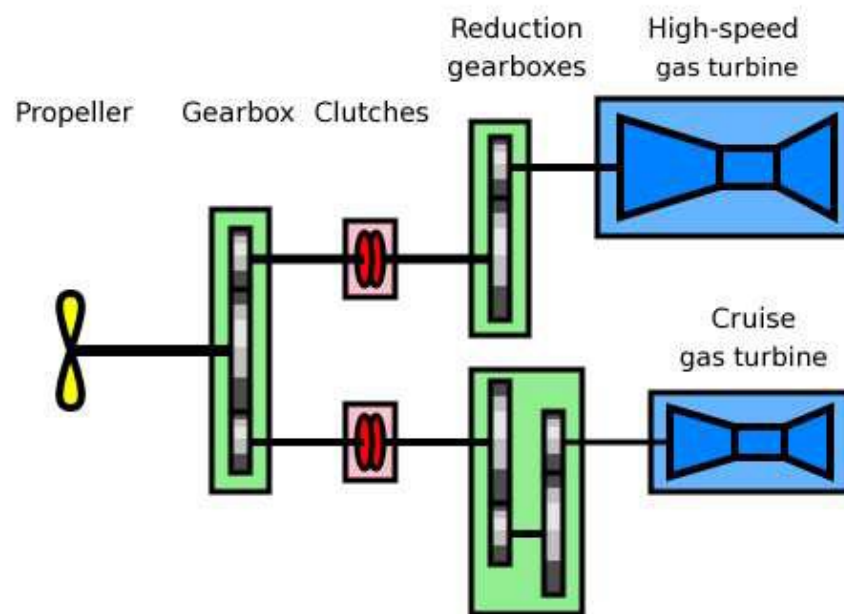 Reduction
gearboxes
High-speed
gas turbine
Propeller
Gearbox
Clutches
Cruise
gas turbine